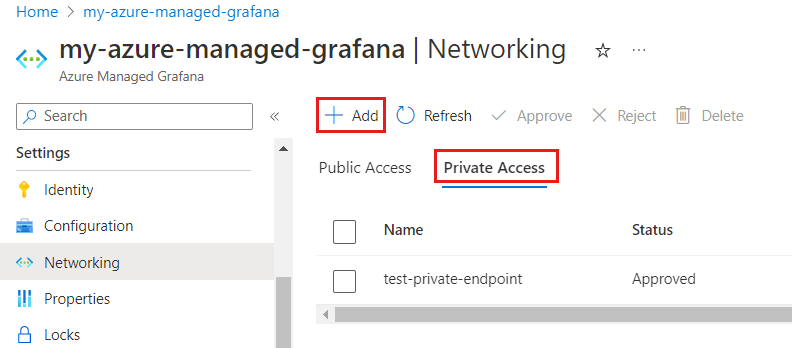 Home > my-azure-managed-grafana
my-azure-managed-grafana | Networking ☆ ...
Azure Managed Grafana
Search «
+ Add Refresh Approve Reject Delete
Settings
Identity
Configuration
Networking
Properties
Locks
Public Access Private Access
Name Status
test-private-endpoint Approved